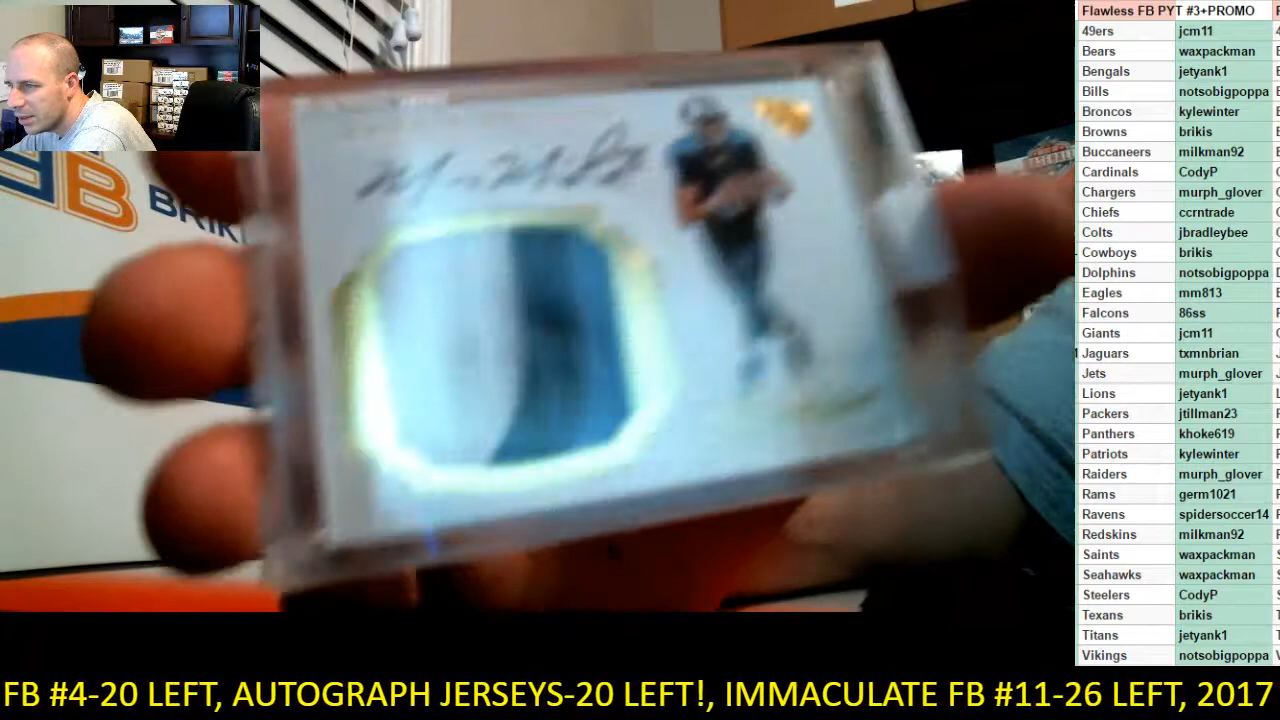 Flawless FB PYT #3+PROMO
49ers jcm11
Bears waxpackman
Bengals jetyank1
Bills notsobigpoppa
Broncos kylewinter
Browns brikis
Buccaneers milkman92
Cardinals CodyP
Chargers murph_glover
Chiefs ccrntrade
Colts jbradleybee
Cowboys brikis
Dolphins notsobigpoppa
Eagles mm813
Falcons 86ss
Giants jcm11
Jaguars txmnbrian
Jets murph_glover
Lions jetyank1
Packers jtillman23
Panthers khoke619
Patriots kylewinter
Raiders murph_glover
Rams germ1021
Ravens spidersoccer14
Redskins milkman92
Saints waxpackman
Seahawks waxpackman
Steelers CodyP
Texans brikis
Titans jetyank1
Vikings notsobigpoppa
BRIK
FB #4-20 LEFT, AUTOGRAPH JERSEYS-20 LEFT!, IMMACULATE FB #11-26 LEFT, 2017